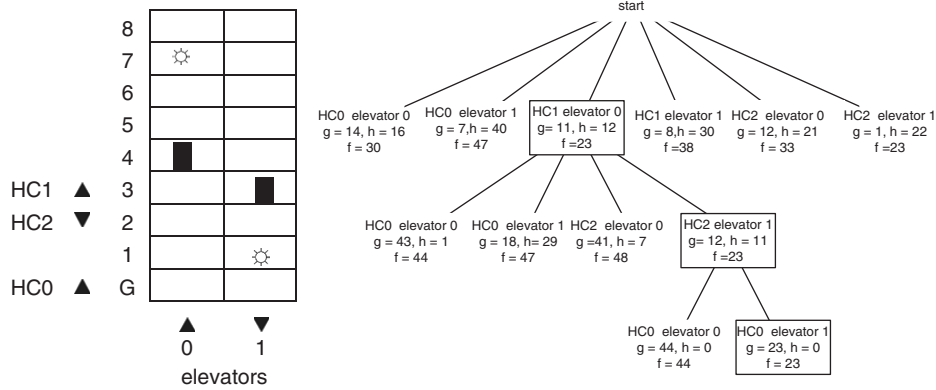 8
7
6
5
4
HC1 3
HC2 2
1
HC0 G
0 1
elevators
start
HC0 elevator 0
g = 14, h = 16
f = 30
HC0 elevator 1
g = 7,h = 40
f = 47
HC1 elevator 0
g= 11, h = 12
f =23
HC1 elevator 1
g = 8,h = 30
f =38
HC2 elevator 0
g = 12, h = 21
f = 33
HC2 elevator 1
g = 1, h = 22
f =23
HC0 elevator 0
g = 43, h = 1
f = 44
HC0 elevator 1
g = 18, h= 29
f = 47
HC2 elevator 0
g =41, h = 7
f = 48
HC2 elevator 1
g= 12, h = 11
f =23
HC0 elevator 0
g = 44, h = 0
f = 44
HC0 elevator 1
g = 23, h = 0
f = 23